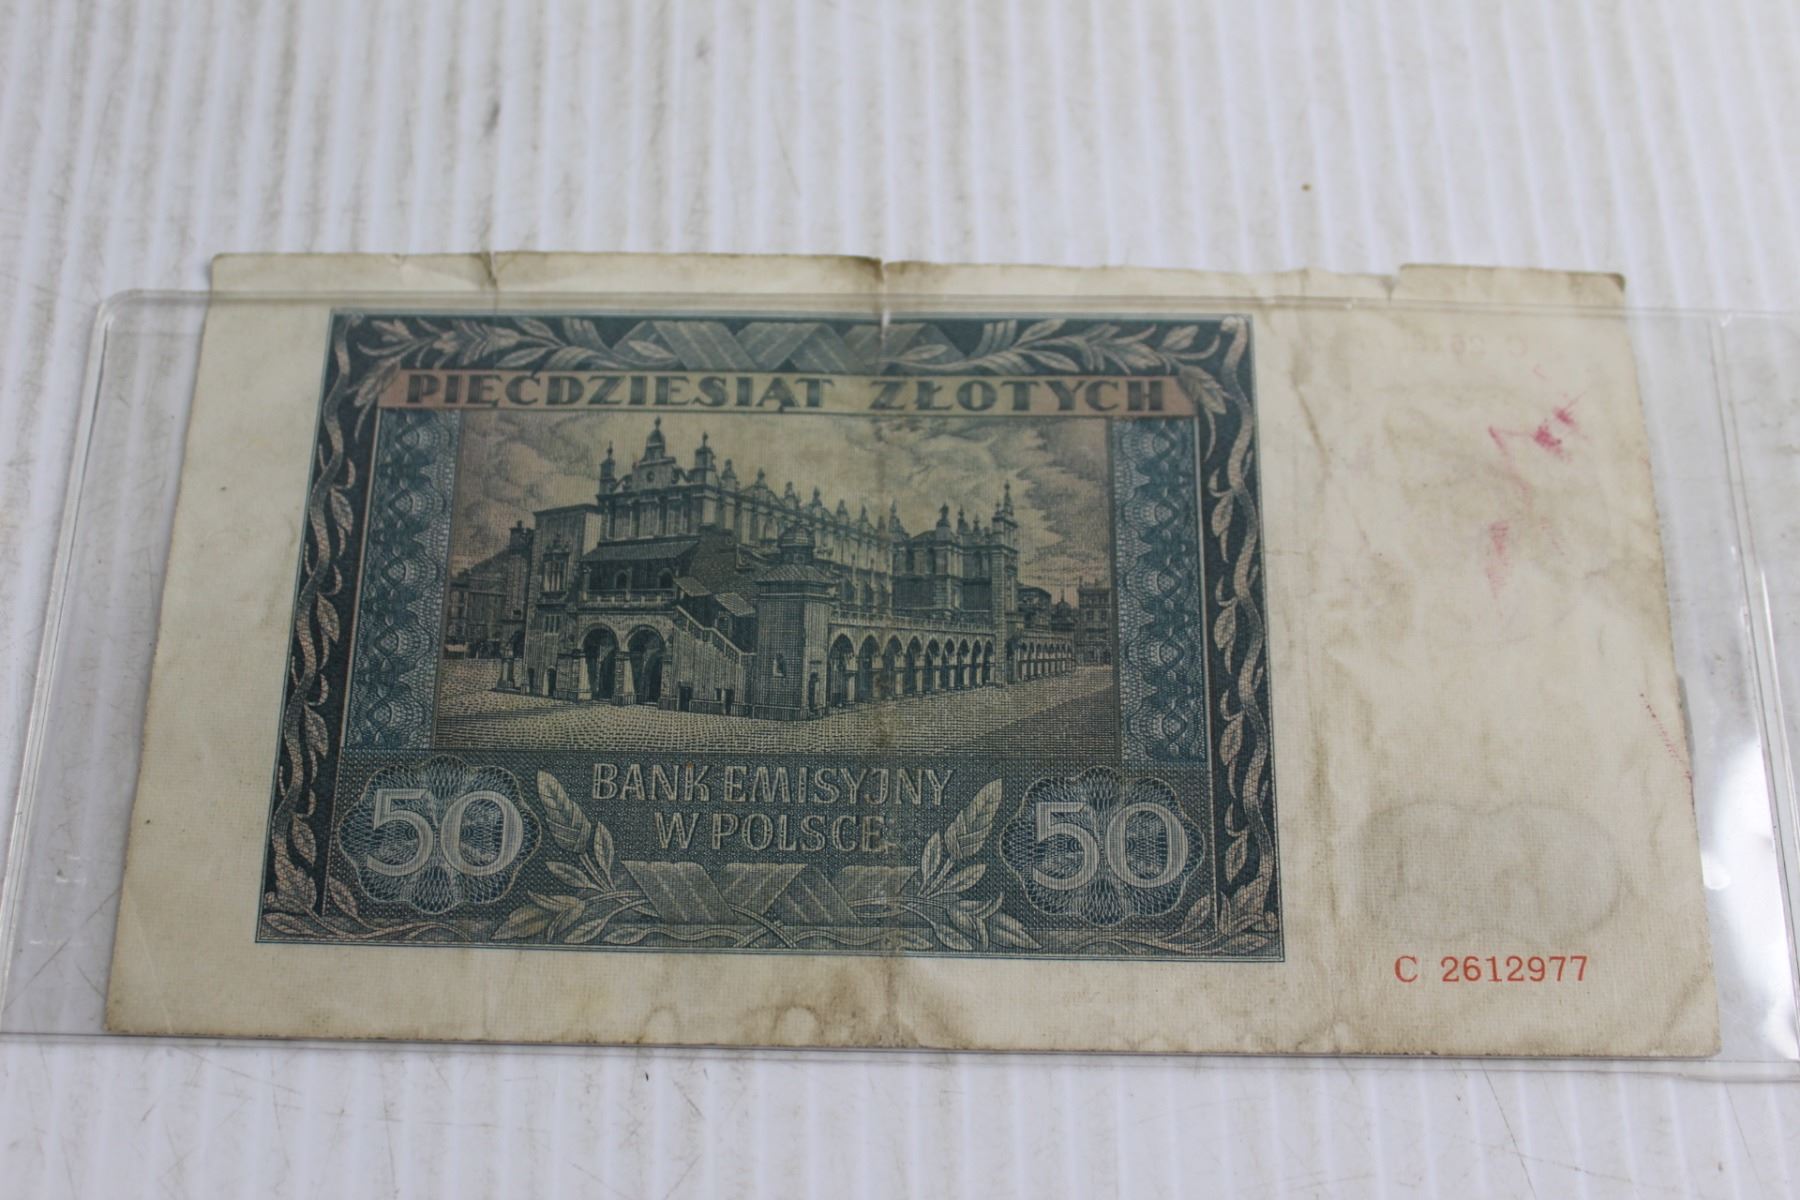 PIĘĆDZIESIĄT ZŁOTYCH
BANK EMISYJNY
W POLSCE
50
50
C 2612977